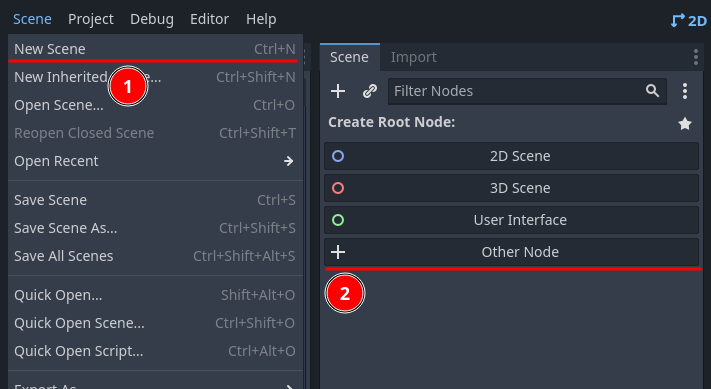 Scene Project Debug Editor Help
2D
New Scene Ctrl+N
New Inherited ...e... Ctrl+Shift+N
1
Open Scene... Ctrl+O
Reopen Closed Scene Ctrl+Shift+T
Open Recent
Save Scene Ctrl+S
Save Scene As... Ctrl+Shift+S
Save All Scenes Ctrl+Shift+Alt+S
Quick Open... Shift+Alt+O
Quick Open Scene... Ctrl+Shift+O
Quick Open Script... Ctrl+Alt+O
Export As
Scene Import
Filter Nodes
Create Root Node:
2D Scene
3D Scene
User Interface
Other Node
2